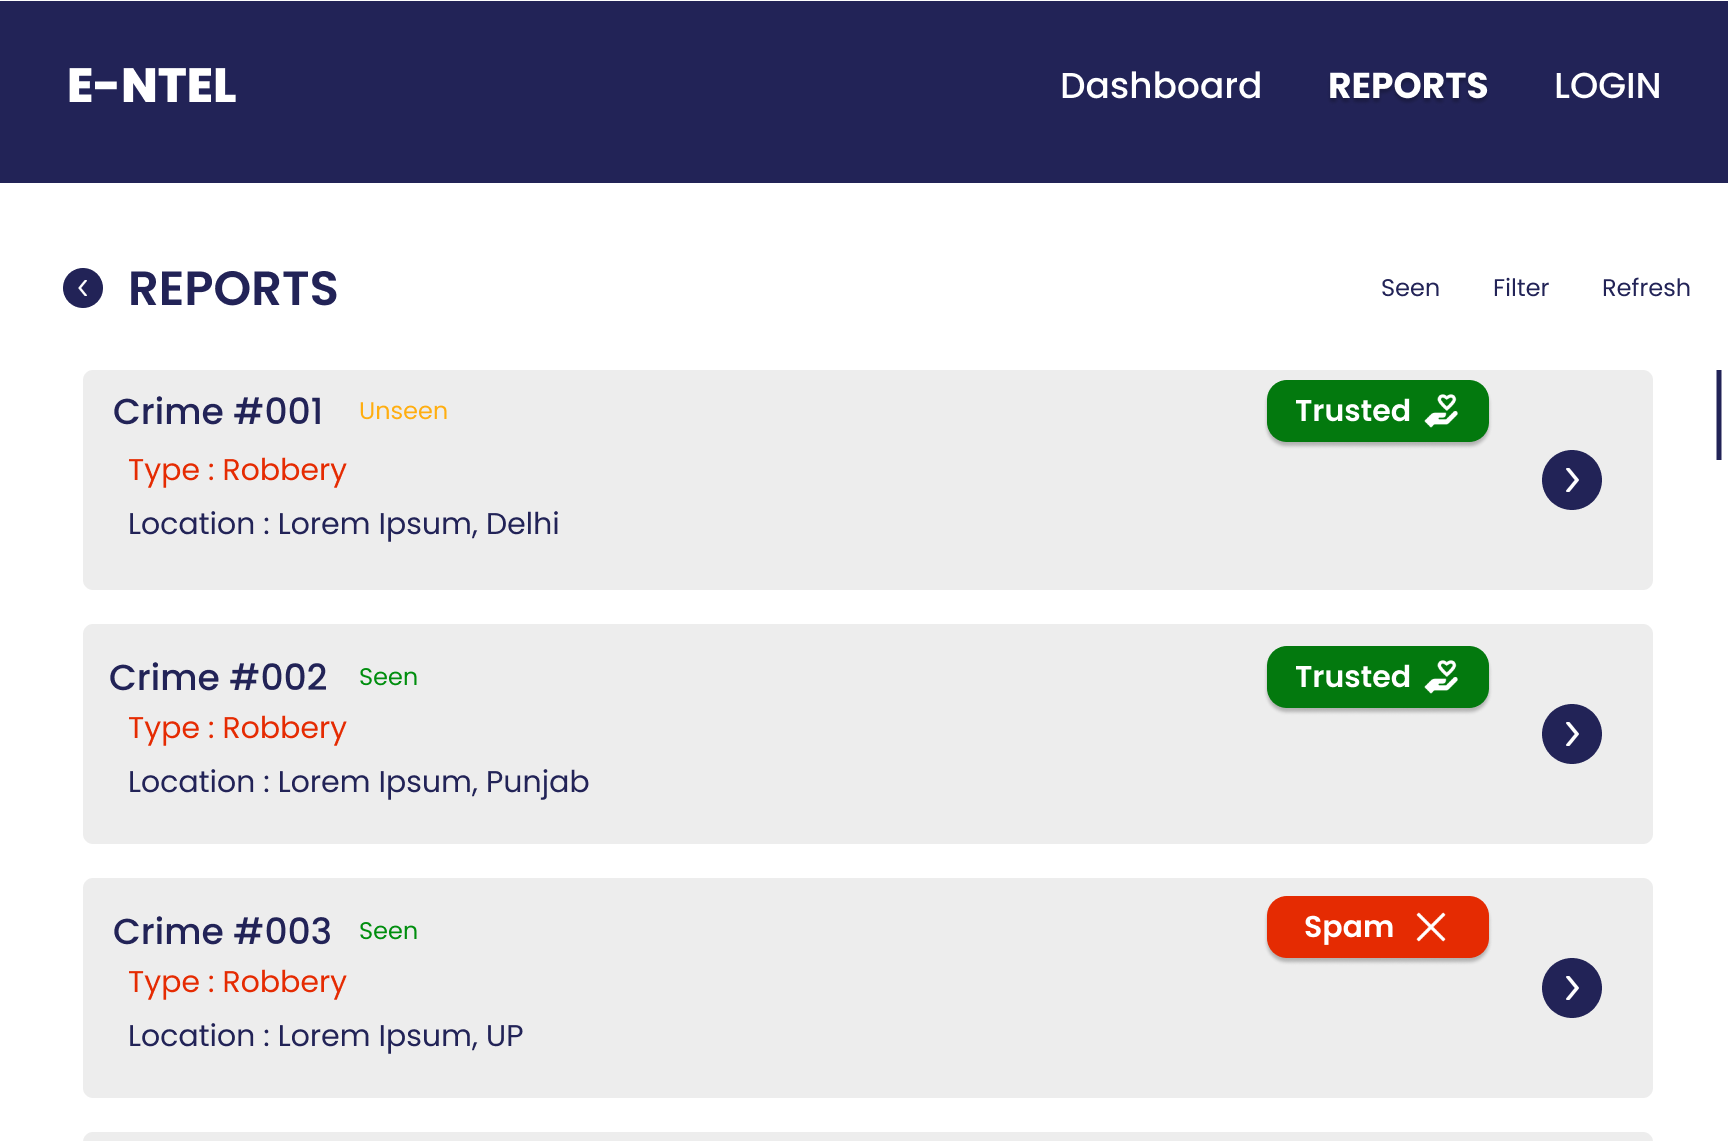 E-NTEL
Dashboard REPORTS LOGIN
REPORTS
Seen Filter Refresh
Crime #001 Unseen Trusted
Type : Robbery
Location : Lorem Ipsum, Delhi
Crime #002 Seen Trusted
Type : Robbery
Location : Lorem Ipsum, Punjab
Crime #003 Seen Spam
Type : Robbery
Location : Lorem Ipsum, UP